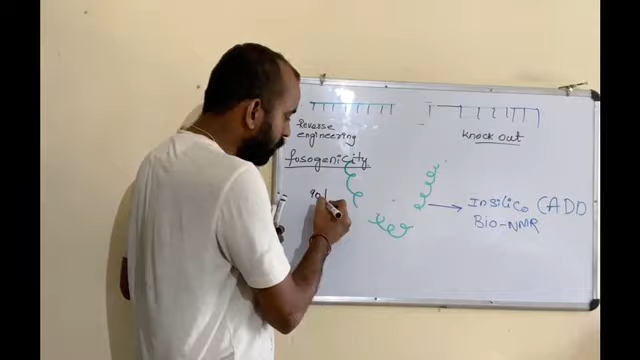 Reverse
engineering
Knock out
fusogenicity
Insilico CADD
Bio-NMR